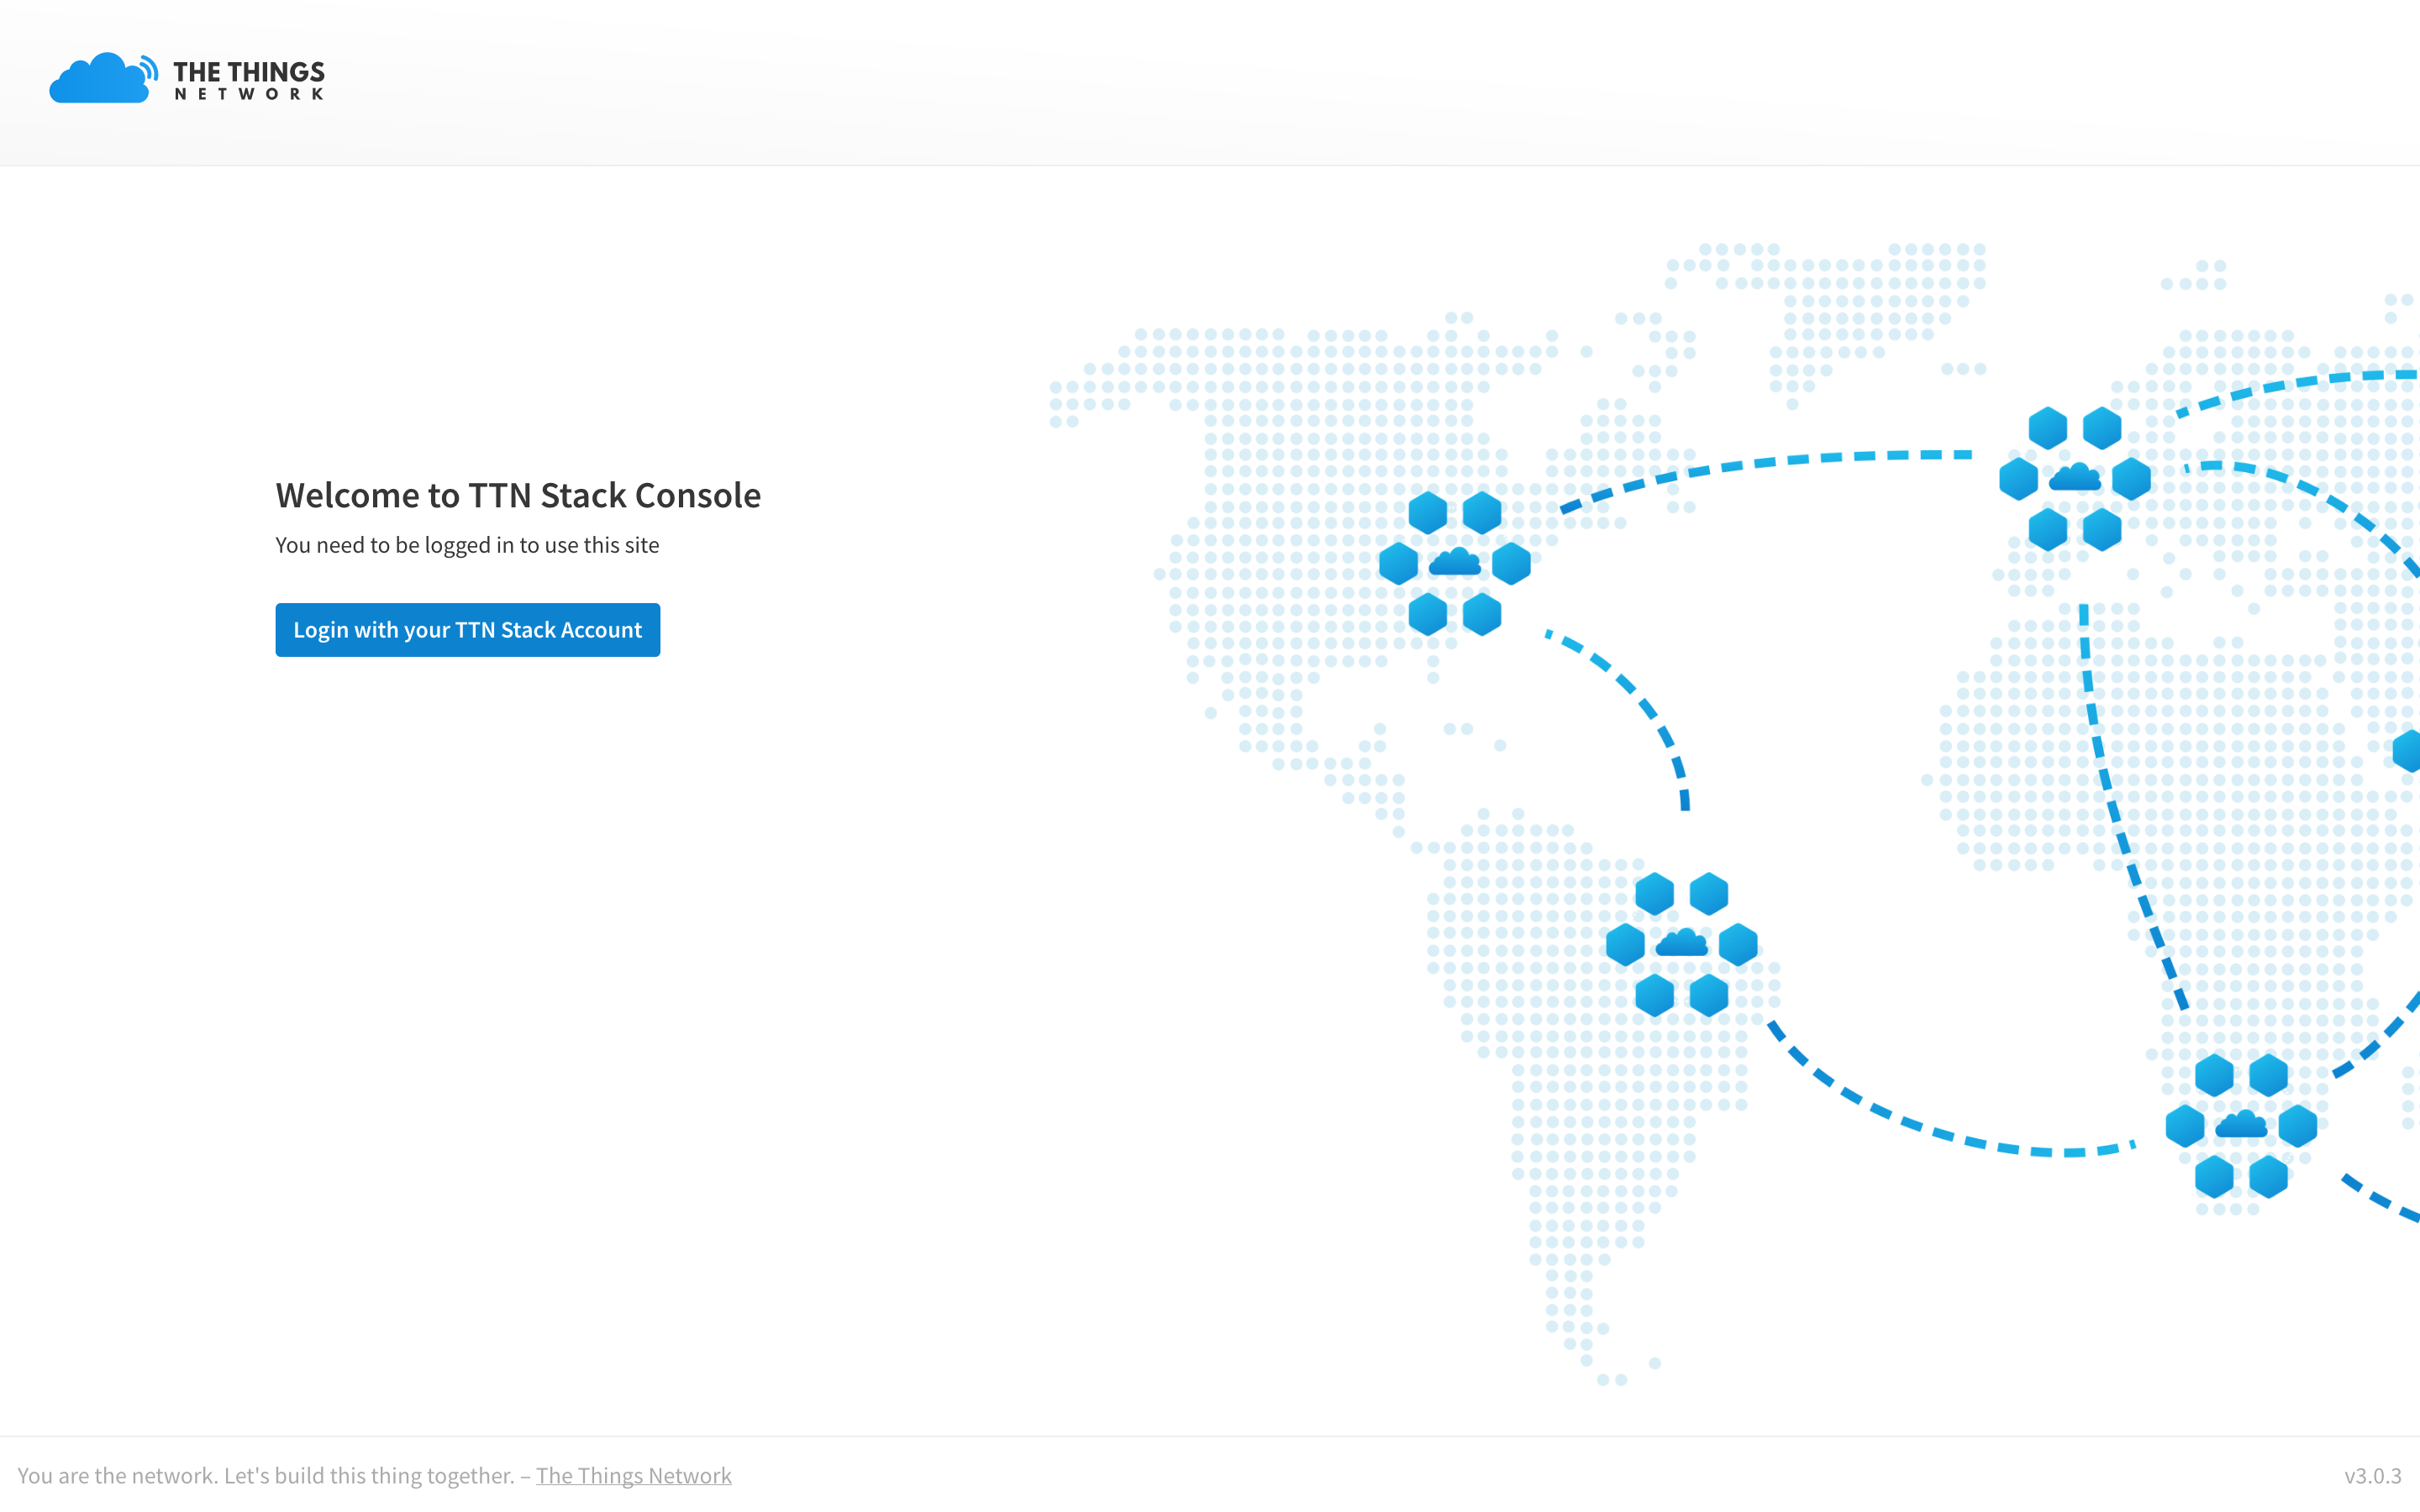 THE THINGS
NETWORK
Welcome to TTN Stack Console
You need to be logged in to use this site
Login with your TTN Stack Account
You are the network. Let's build this thing together. – The Things Network
v3.0.3